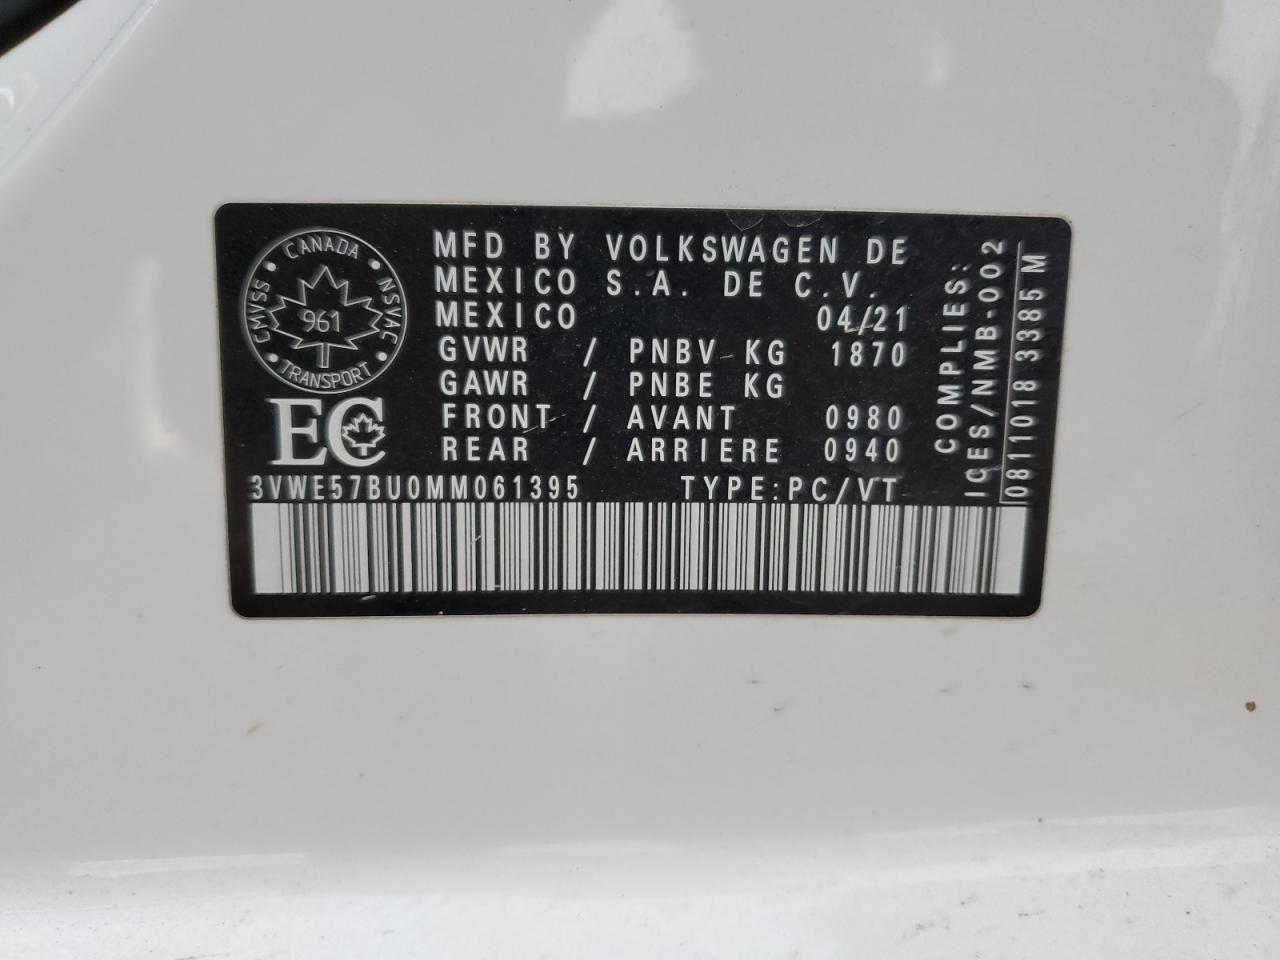 CANADA
CMVSS
NSVAC
961
TRANSPORT
EC
MFD BY VOLKSWAGEN DE
MEXICO S.A. DE C.V.
MEXICO 04/21
GVWR / PNBV KG 1870
GAWR / PNBE KG
FRONT / AVANT 0980
REAR / ARRIERE 0940
3VWE57BU0MM061395 TYPE:PC/VT
COMPLIES:
ICES/NMB-002
0811018 3385 M